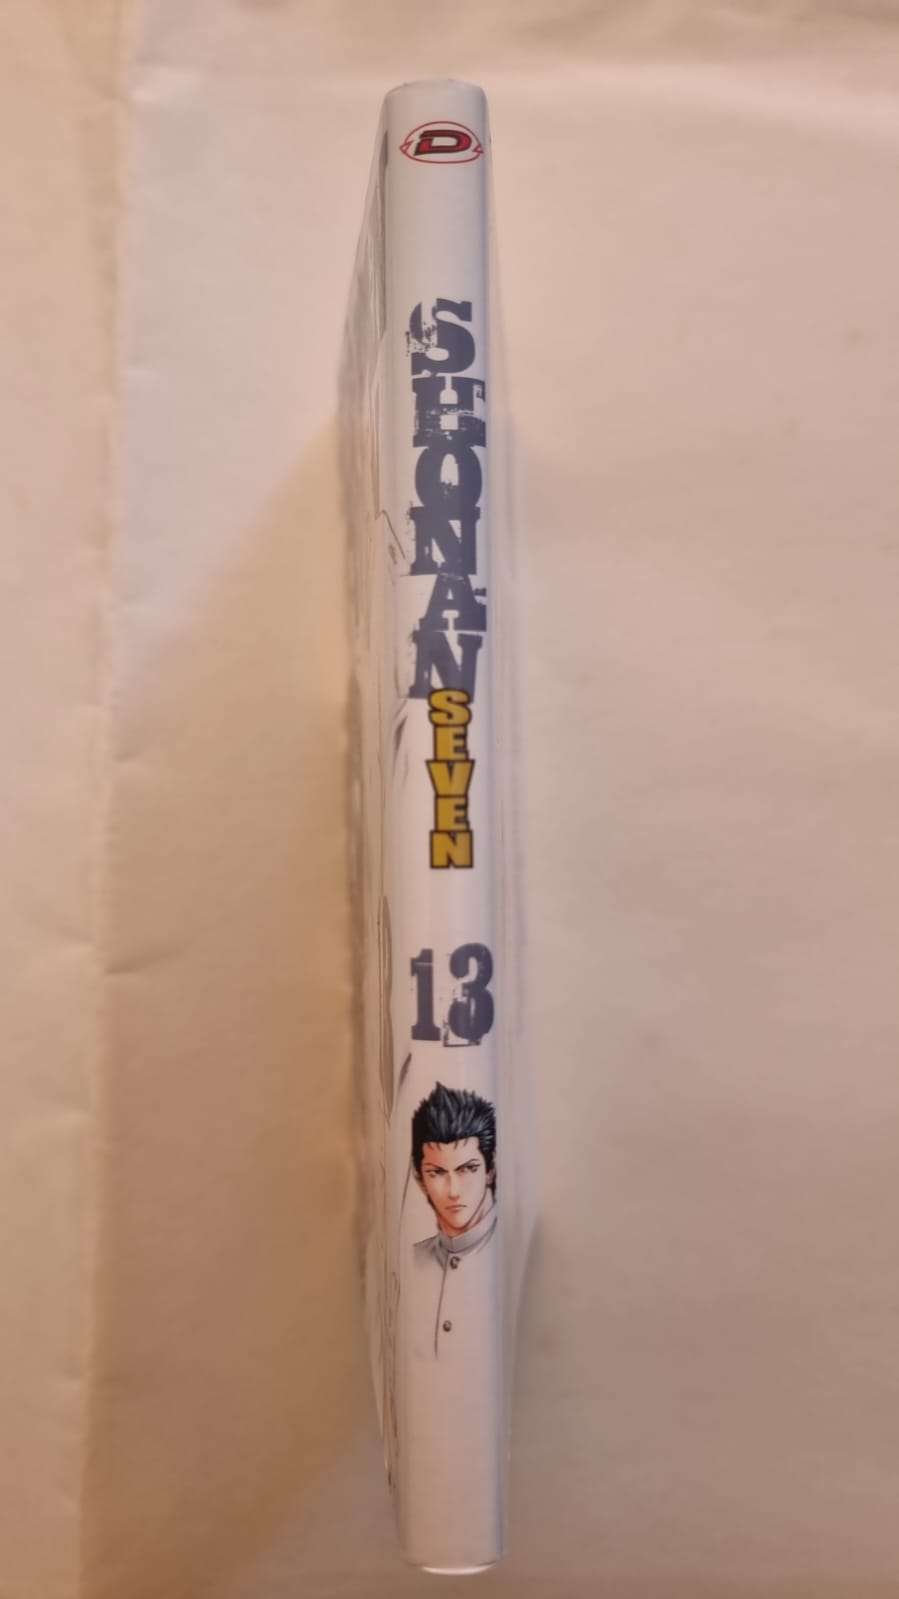 D
SHONAN
SEVEN
13